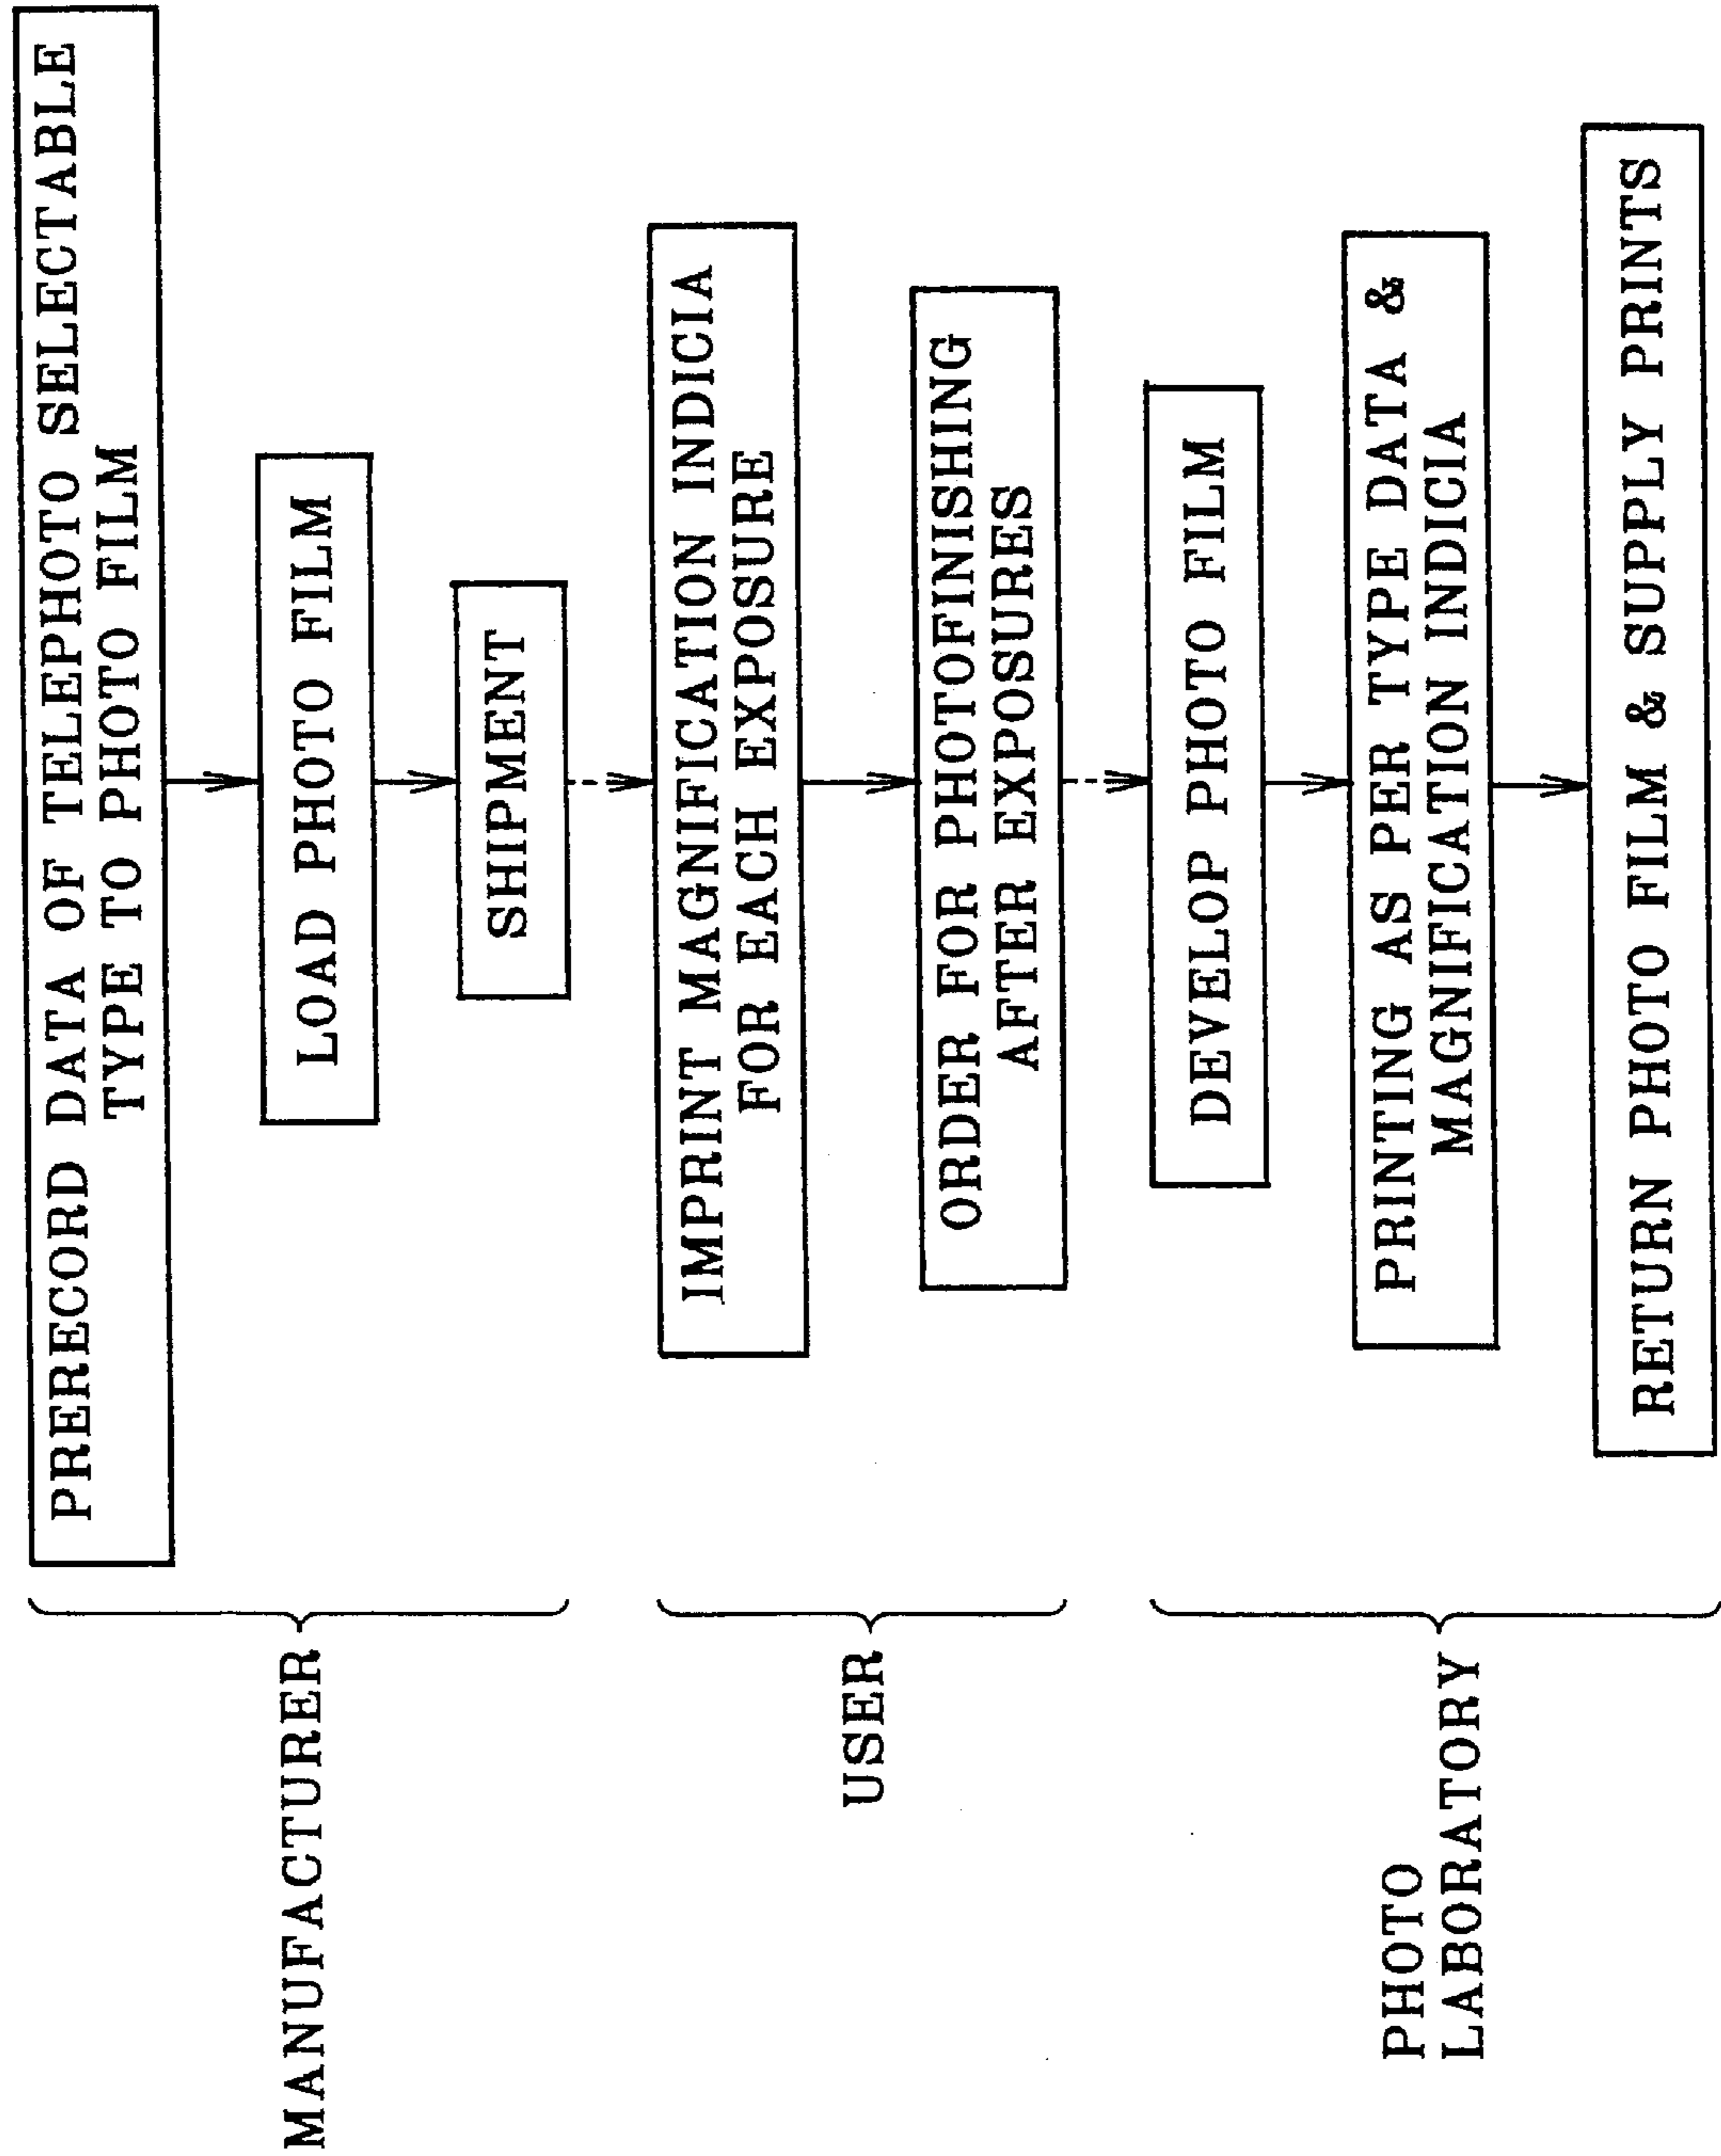 MANUFACTURER
PRERECORD DATA OF TELEPHOTO SELECTABLE
TYPE TO PHOTO FILM
LOAD PHOTO FILM
SHIPMENT
USER
IMPRINT MAGNIFICATION INDICIA
FOR EACH EXPOSURE
ORDER FOR PHOTOFINISHING
AFTER EXPOSURES
PHOTO
LABORATORY
DEVELOP PHOTO FILM
PRINTING AS PER TYPE DATA &
MAGNIFICATION INDICIA
RETURN PHOTO FILM & SUPPLY PRINTS